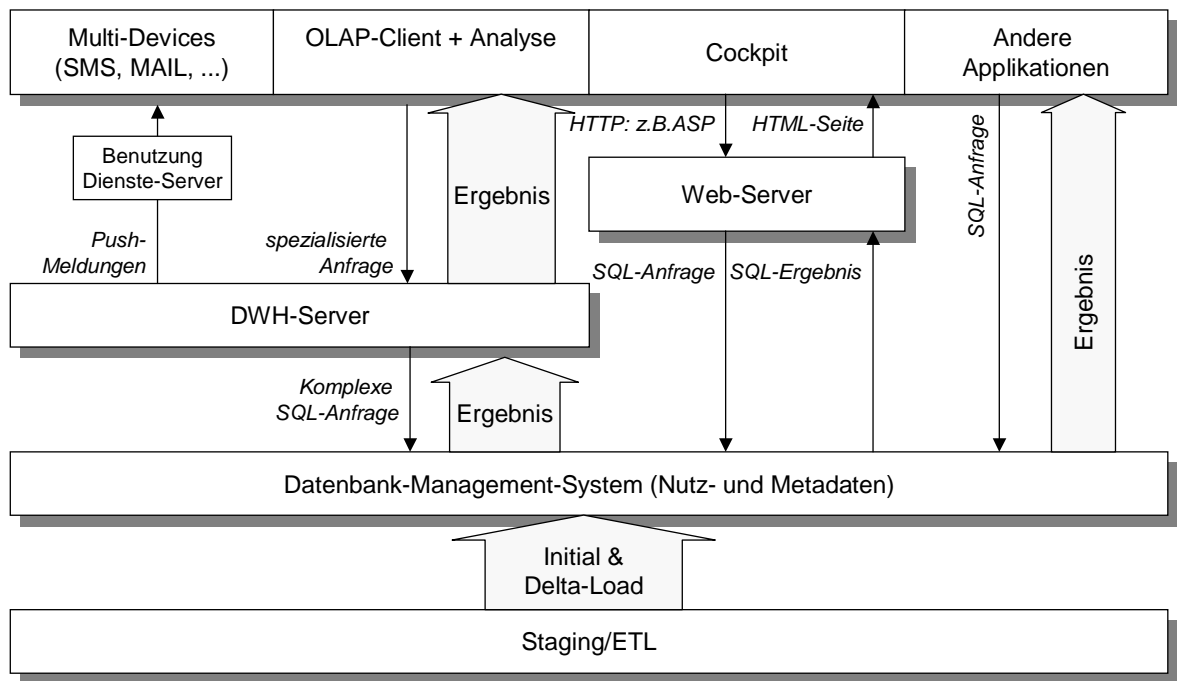 Multi-Devices
(SMS, MAIL, ...)
OLAP-Client + Analyse
Cockpit
Andere
Applikationen
HTTP: z.B.ASP
HTML-Seite
Benutzung
Dienste-Server
Ergebnis
Web-Server
SQL-Anfrage
Push-
Meldungen
spezialisierte
Anfrage
SQL-Anfrage
SQL-Ergebnis
DWH-Server
Ergebnis
Komplexe
SQL-Anfrage
Ergebnis
Datenbank-Management-System (Nutz- und Metadaten)
Initial &
Delta-Load
Staging/ETL